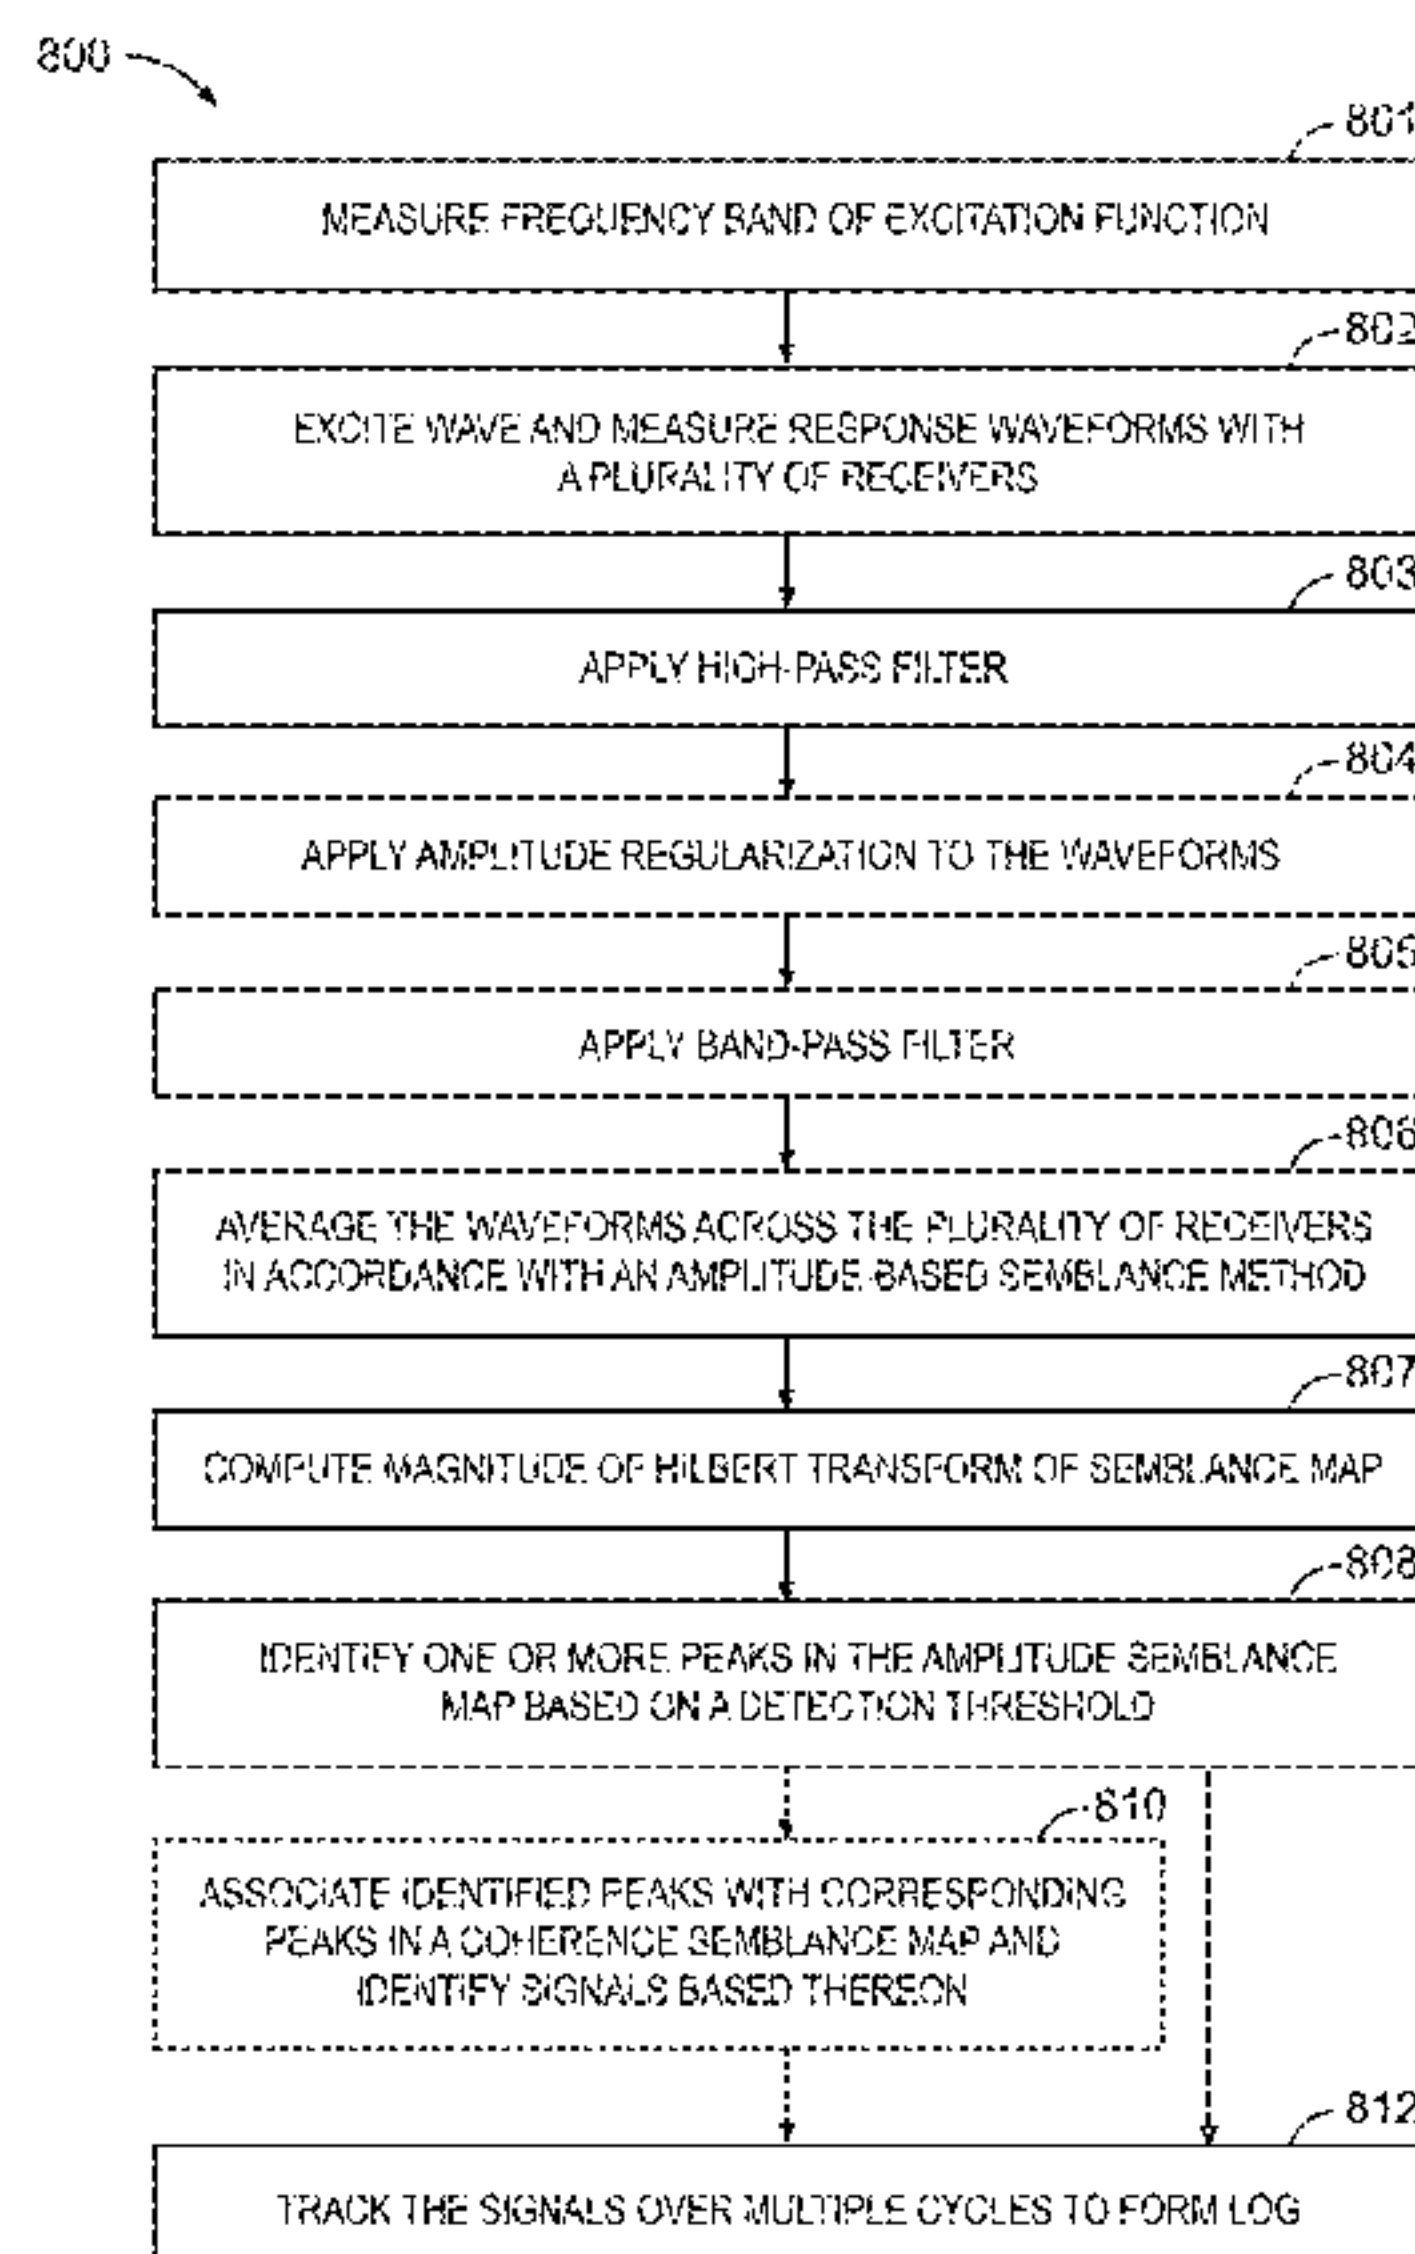 800
801
MEASURE FREQUENCY BAND OF EXCITATION FUNCTION
802
EXCITE WAVE AND MEASURE RESPONSE WAVEFORMS WITH
A PLURALITY OF RECEIVERS
803
APPLY HIGH-PASS FILTER
804
APPLY AMPLITUDE REGULARIZATION TO THE WAVEFORMS
805
APPLY BAND-PASS FILTER
806
AVERAGE THE WAVEFORMS ACROSS THE PLURALITY OF RECEIVERS
IN ACCORDANCE WITH AN AMPLITUDE-BASED SEMBLANCE METHOD
807
COMPUTE MAGNITUDE OF HILBERT TRANSFORM OF SEMBLANCE MAP
808
IDENTIFY ONE OR MORE PEAKS IN THE AMPLITUDE SEMBLANCE
MAP BASED ON A DETECTION THRESHOLD
810
ASSOCIATE IDENTIFIED PEAKS WITH CORRESPONDING
PEAKS IN A COHERENCE SEMBLANCE MAP AND
IDENTIFY SIGNALS BASED THEREON
812
TRACK THE SIGNALS OVER MULTIPLE CYCLES TO FORM LOG